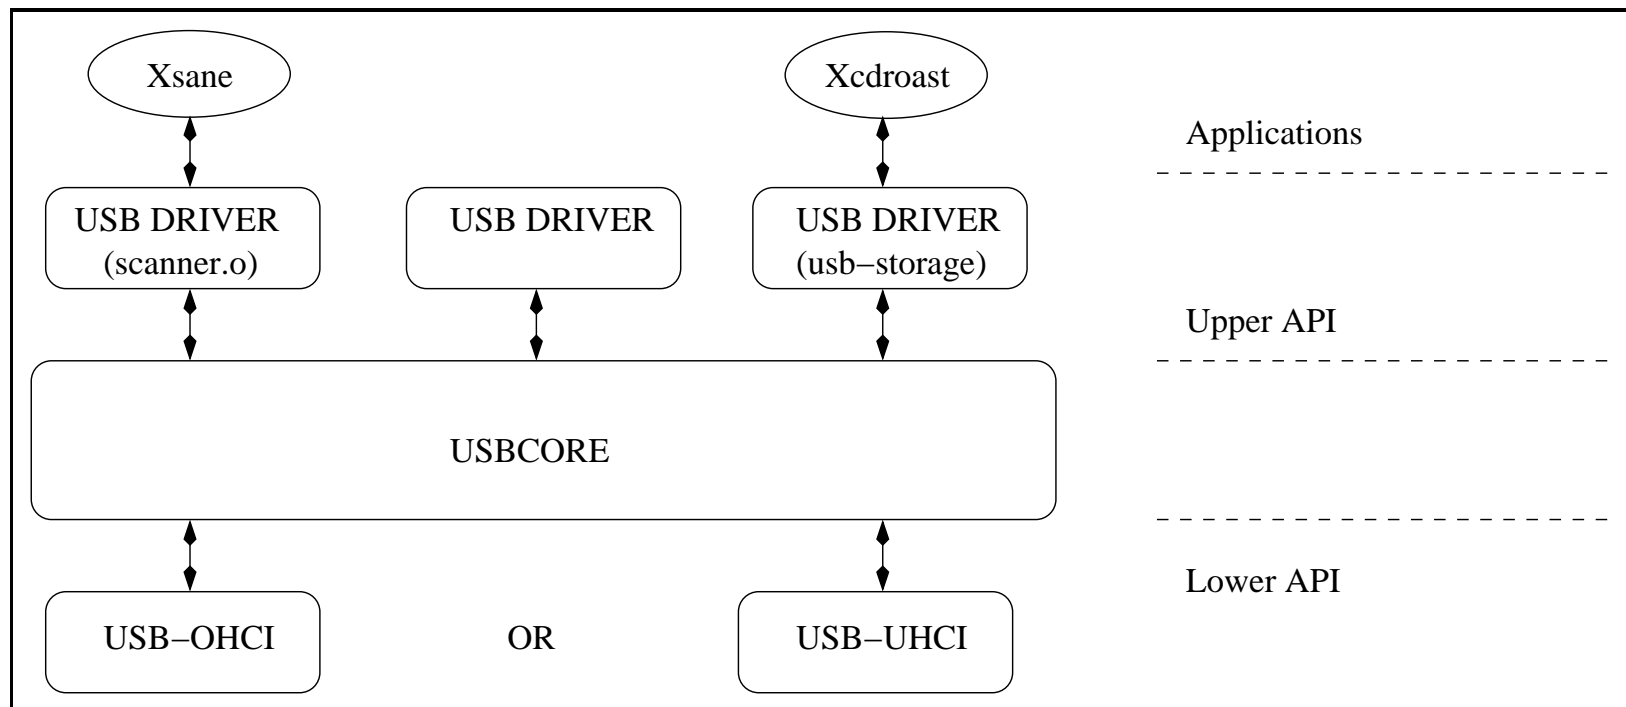 Xsane
Xcdroast
Applications
USB DRIVER
(scanner.o)
USB DRIVER
USB DRIVER
(usb−storage)
Upper API
USBCORE
Lower API
USB−OHCI
OR
USB−UHCI